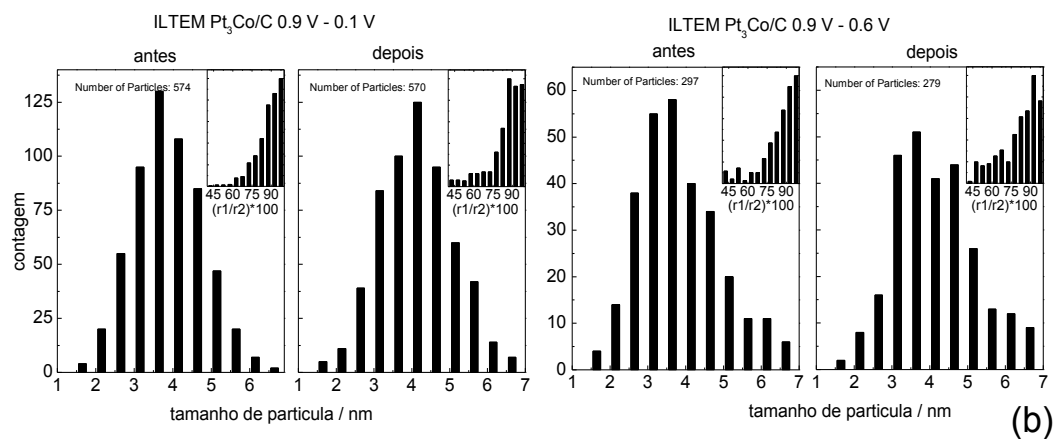 ILTEM Pt₃Co/C 0.9 V - 0.1 V
antes
depois
contagem
125
100
75
50
25
0
Number of Particles: 574
45 60 75 90
(r1/r2)*100
1 2 3 4 5 6
Number of Particles: 570
45 60 75 90
(r1/r2)*100
1 2 3 4 5 6 7
tamanho de particula / nm
ILTEM Pt₃Co/C 0.9 V - 0.6 V
antes
depois
60
50
40
30
20
10
0
Number of Particles: 297
45 60 75 90
(r1/r2)*100
1 2 3 4 5 6 7
Number of Particles: 279
45 60 75 90
(r1/r2)*100
1 2 3 4 5 6 7
tamanho de particula / nm
(b)